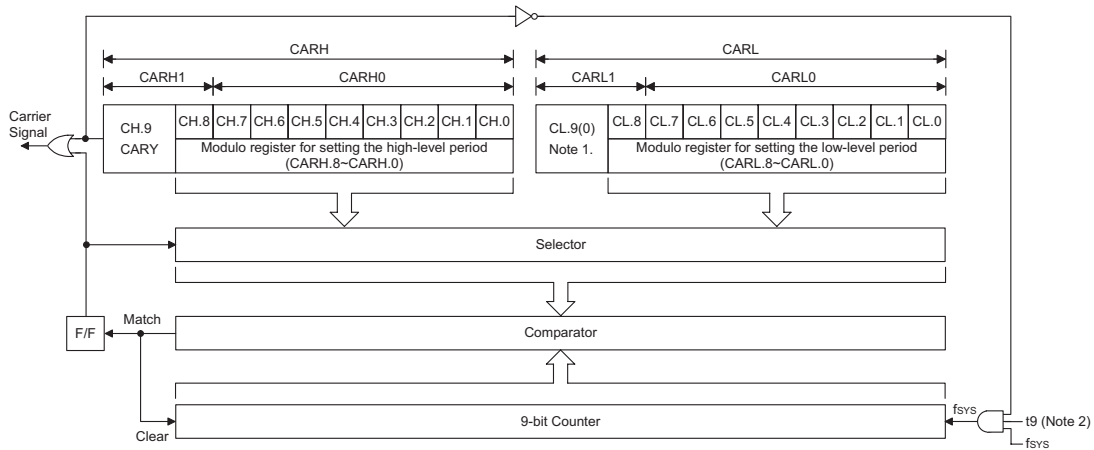 CARH
CARL
CARH1
CARH0
CARL1
CARL0
Carrier
Signal
CH.9
CARY
CH.8
CH.7
CH.6
CH.5
CH.4
CH.3
CH.2
CH.1
CH.0
Modulo register for setting the high-level period
(CARH.8~CARH.0)
CL.9(0)
Note 1.
CL.8
CL.7
CL.6
CL.5
CL.4
CL.3
CL.2
CL.1
CL.0
Modulo register for setting the low-level period
(CARL.8~CARL.0)
Selector
F/F
Match
Comparator
Clear
9-bit Counter
fSYS
t9 (Note 2)
fSYS